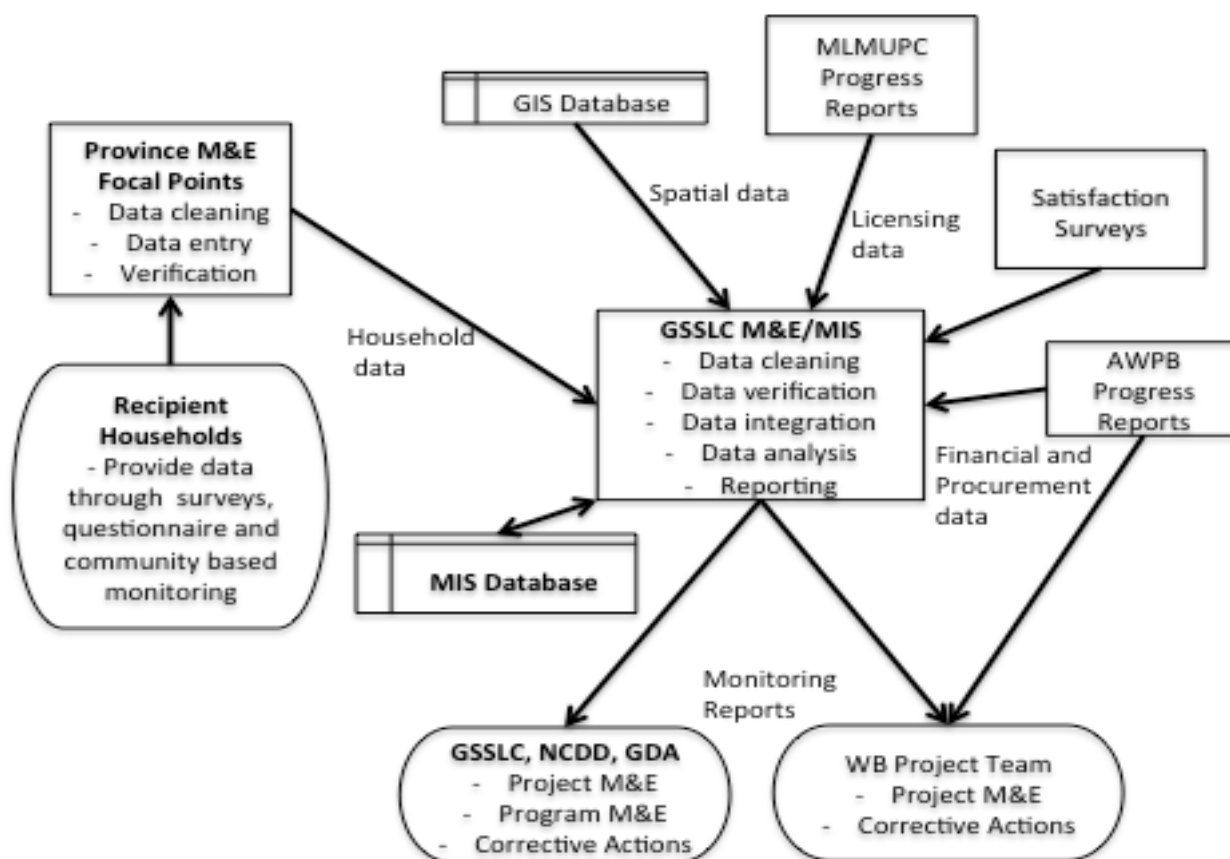 MLMUPC
Progress
Reports
GIS Database
Province M&E
Focal Points
- Data cleaning
- Data entry
- Verification
Spatial data
Licensing
data
Satisfaction
Surveys
Household
data
GSSLC M&E/MIS
- Data cleaning
- Data verification
- Data integration
- Data analysis
- Reporting
AWPB
Progress
Reports
Recipient
Households
- Provide data
through surveys,
questionnaire and
community based
monitoring
Financial and
Procurement
data
MIS Database
Monitoring
Reports
GSSLC, NCDD, GDA
- Project M&E
- Program M&E
- Corrective Actions
WB Project Team
- Project M&E
- Corrective Actions